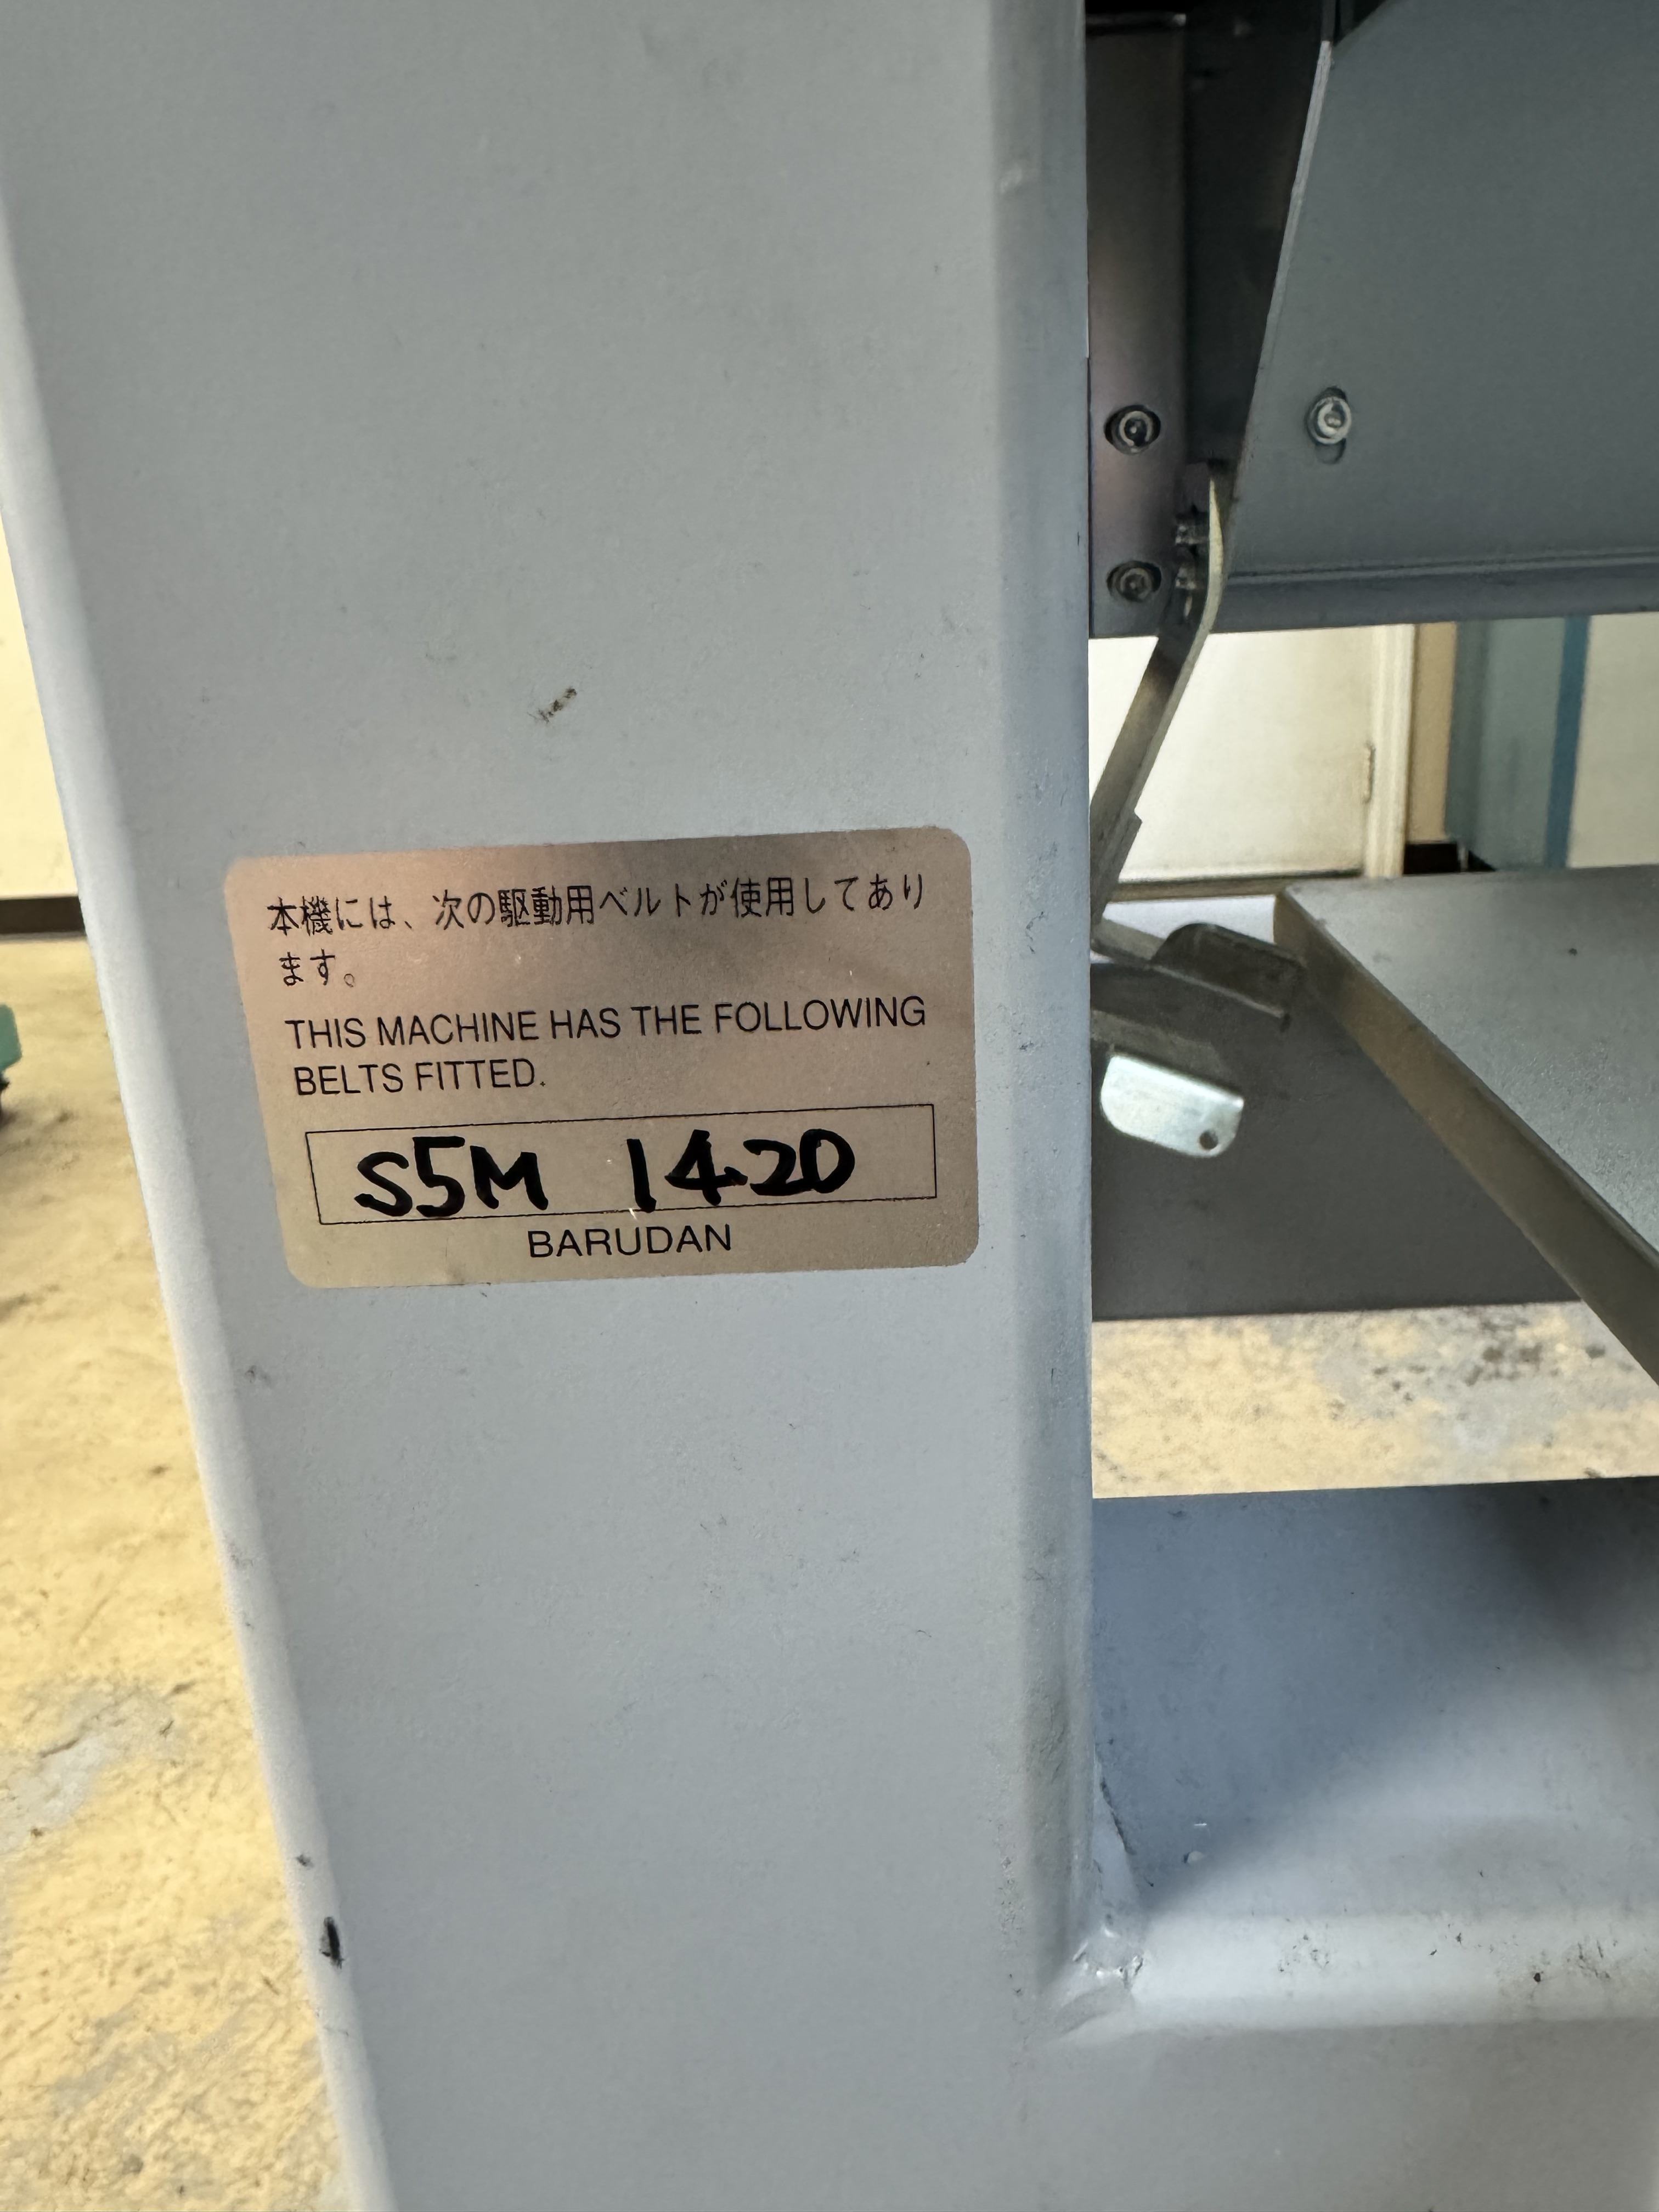 本機には、次の駆動用ベルトが使用してあり
ます。
THIS MACHINE HAS THE FOLLOWING
BELTS FITTED.
S5M 1420
BARUDAN